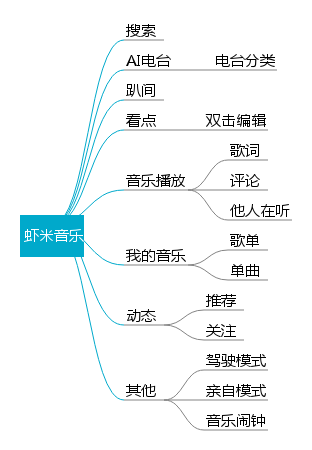 虾米音乐
搜索
AI电台
电台分类
趴间
看点
双击编辑
音乐播放
歌词
评论
他人在听
我的音乐
歌单
单曲
动态
推荐
关注
其他
驾驶模式
亲自模式
音乐闹钟